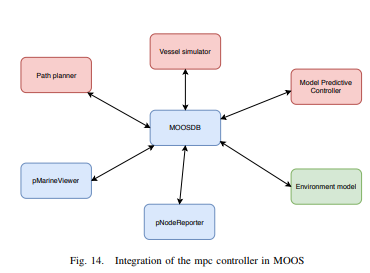 Vessel simulator
Path planner
Model Predictive
Controller
MOOSDB
pMarineViewer
Environment model
pNodeReporter
Fig. 14. Integration of the mpc controller in MOOS